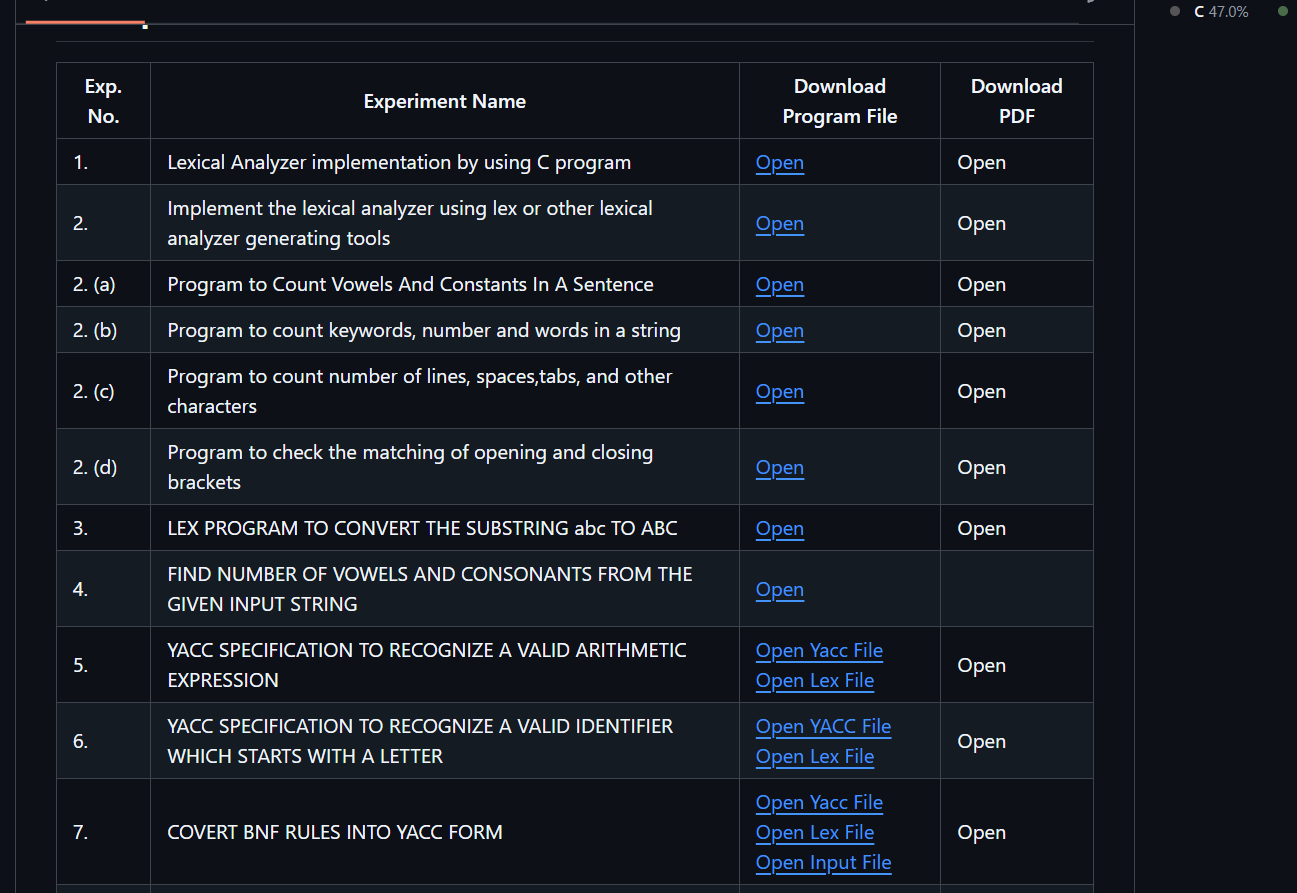 C 47.0%
Exp. No.
Experiment Name
Download Program File
Download PDF
1.
Lexical Analyzer implementation by using C program
Open
Open
2.
Implement the lexical analyzer using lex or other lexical
analyzer generating tools
Open
Open
2. (a)
Program to Count Vowels And Constants In A Sentence
Open
Open
2. (b)
Program to count keywords, number and words in a string
Open
Open
2. (c)
Program to count number of lines, spaces,tabs, and other
characters
Open
Open
2. (d)
Program to check the matching of opening and closing
brackets
Open
Open
3.
LEX PROGRAM TO CONVERT THE SUBSTRING abc TO ABC
Open
Open
4.
FIND NUMBER OF VOWELS AND CONSONANTS FROM THE
GIVEN INPUT STRING
Open
5.
YACC SPECIFICATION TO RECOGNIZE A VALID ARITHMETIC
EXPRESSION
Open Yacc File
Open Lex File
Open
6.
YACC SPECIFICATION TO RECOGNIZE A VALID IDENTIFIER
WHICH STARTS WITH A LETTER
Open YACC File
Open Lex File
Open
7.
COVERT BNF RULES INTO YACC FORM
Open Yacc File
Open Lex File
Open Input File
Open